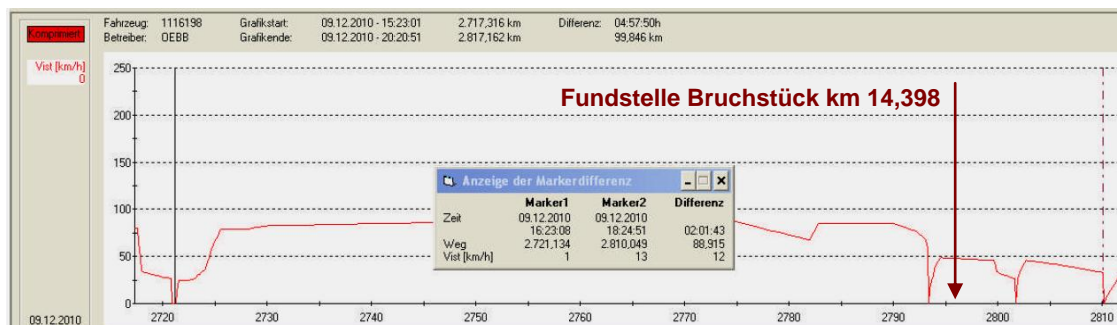 Komprimiert
Fahrzeug: 1116198 Grafikstart: 09.12.2010 - 15:23:01 2.717,316 km Differenz: 04:57:50h
Betreiber: OEBB Grafikende: 09.12.2010 - 20:20:51 2.817,162 km 99,846 km
Vist [km/h]
0
250
200
150
100
50
0
Fundstelle Bruchstück km 14,398
Anzeige der Markerdifferenz
Marker1 Marker2 Differenz
Zeit 09.12.2010 09.12.2010
16:23:08 18:24:51 02:01:43
Weg 2.721,134 2.810,049 88,915
Vist [km/h] 1 13 12
09.12.2010
2720 2730 2740 2750 2760 2770 2780 2790 2800 2810